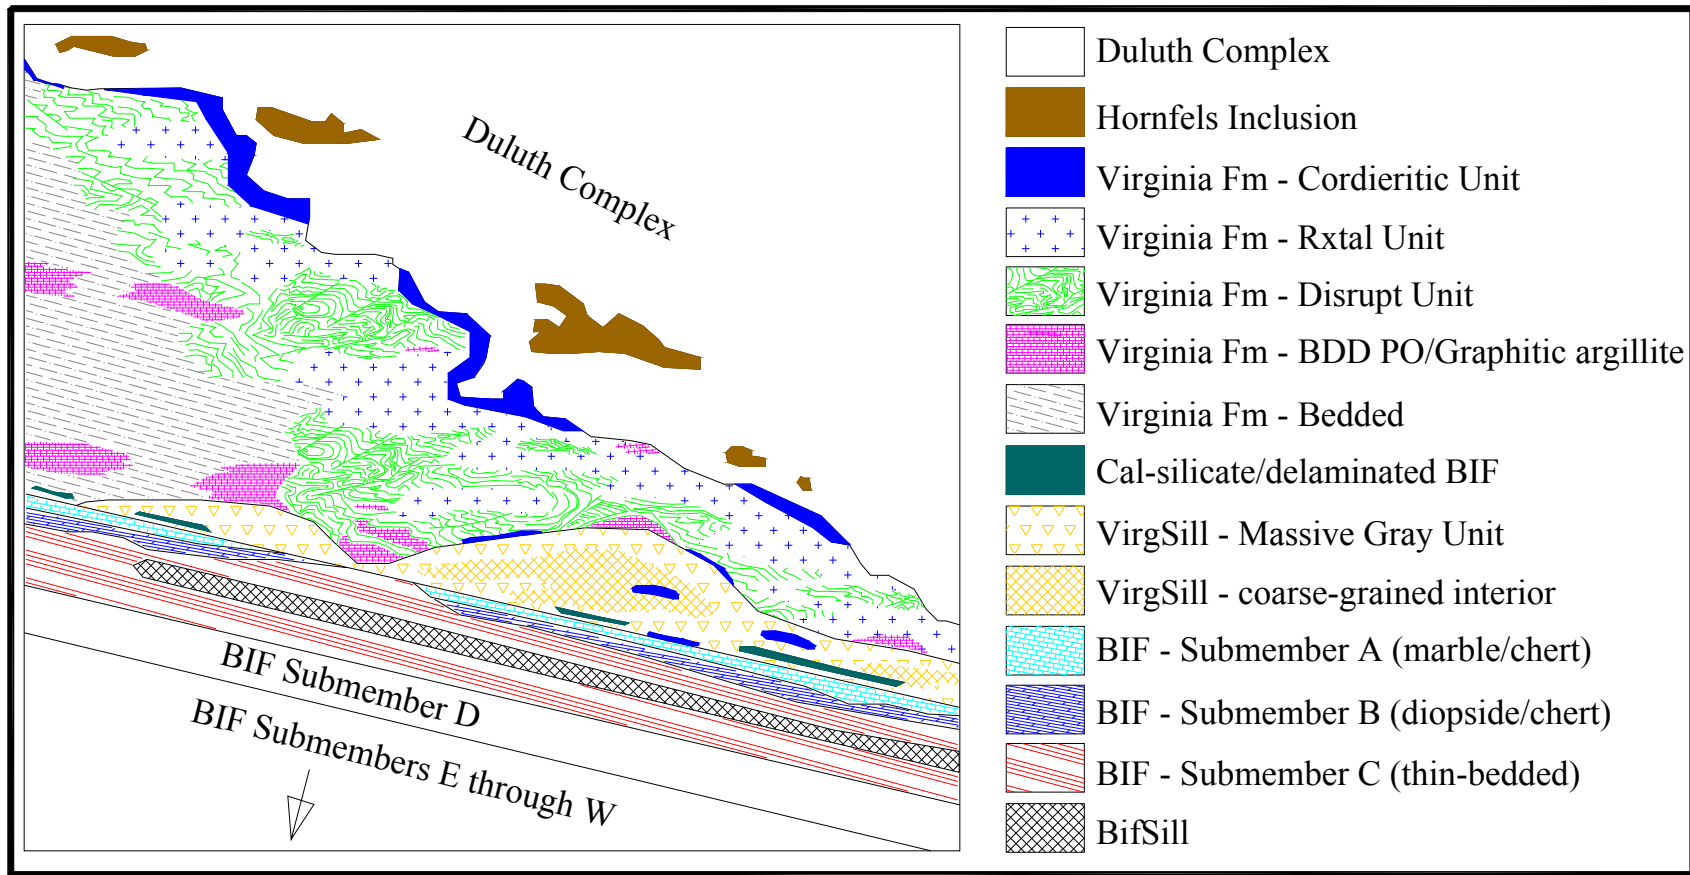 Duluth Complex
BIF Submember D
BIF Submembers E through W
Duluth Complex
Hornfels Inclusion
Virginia Fm - Cordieritic Unit
Virginia Fm - Rxtal Unit
Virginia Fm - Disrupt Unit
Virginia Fm - BDD PO/Graphitic argillite
Virginia Fm - Bedded
Cal-silicate/delaminated BIF
VirgSill - Massive Gray Unit
VirgSill - coarse-grained interior
BIF - Submember A (marble/chert)
BIF - Submember B (diopside/chert)
BIF - Submember C (thin-bedded)
BifSill